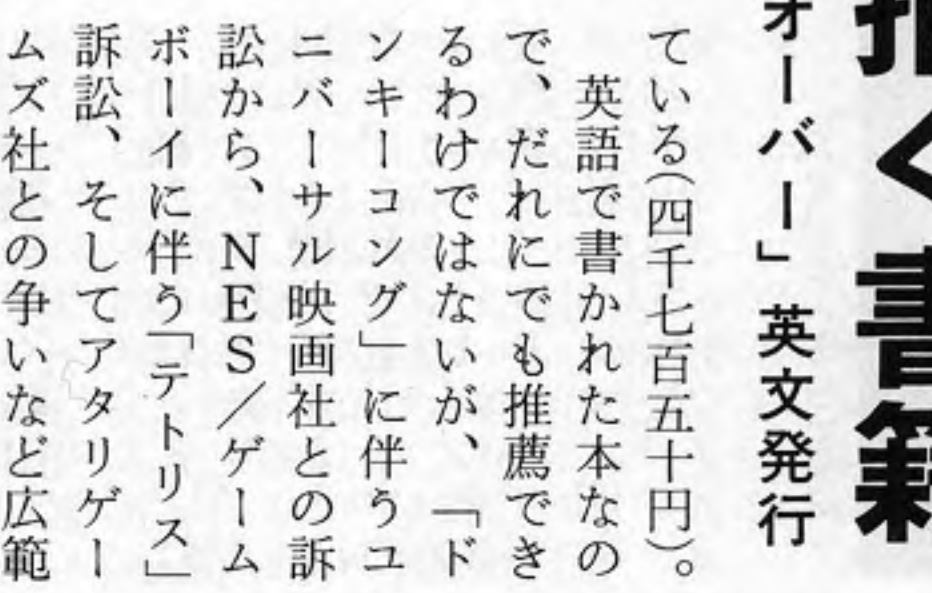 描く書籍
オーバー」英文発行
ている(四千七百五十円)。
英語で書かれた本なの
で、だれにでも推薦でき
るわけではないが、「ド
ンキーコング」に伴うユ
ニバーサル映画社との訴
訟から、NES/ゲーム
ボーイに伴う「テトリス」
訴訟、そしてアタリゲー
ムズ社との争いなど広範